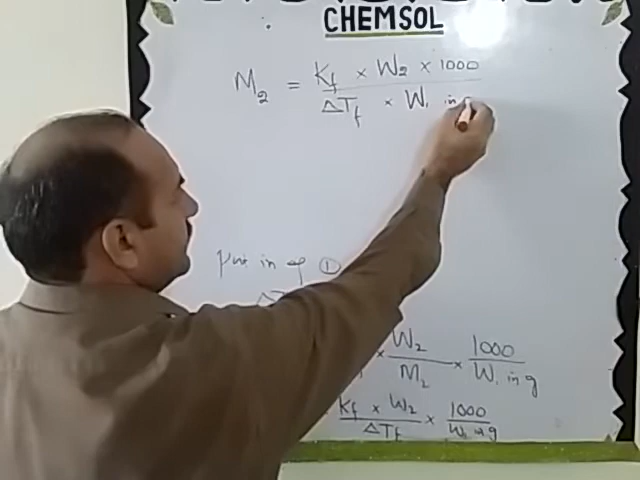 CHEMSOL
M₂ = Kf × W₂ × 1000
ΔTf × W₁ in g
Put in eq ①
ΔT
× W₂ × 1000
M₂ W₁ in g
Kf × W₂ × 1000
ΔTf W₁ in g